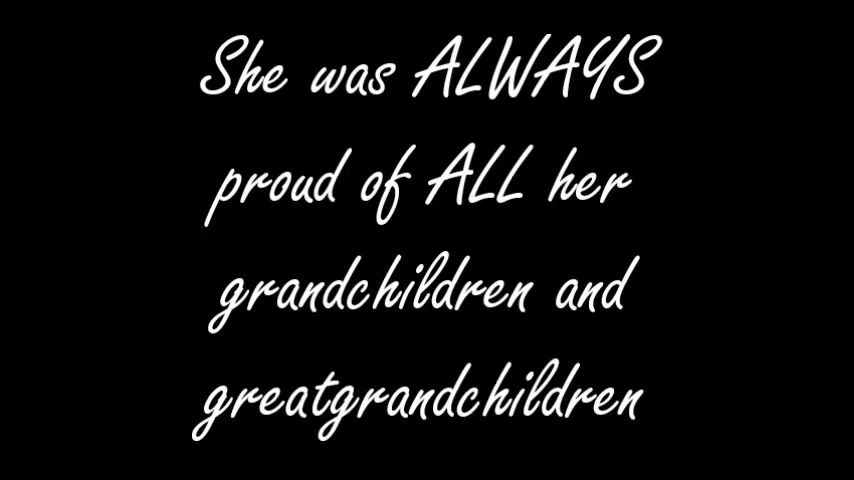 She was ALWAYS
proud of ALL her
grandchildren and
greatgrandchildren